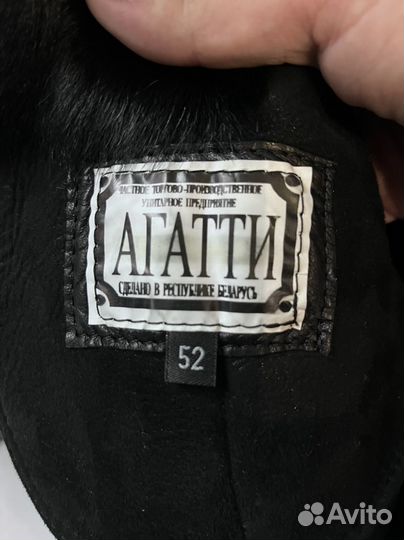 ЧАСТНОЕ ТОРГОВО-ПРОИЗВОДСТВЕННОЕ
УНИТАРНОЕ ПРЕДПРИЯТИЕ
АГАТТИ
СДЕЛАНО В РЕСПУБЛИКЕ БЕЛАРУСЬ
52
Avito